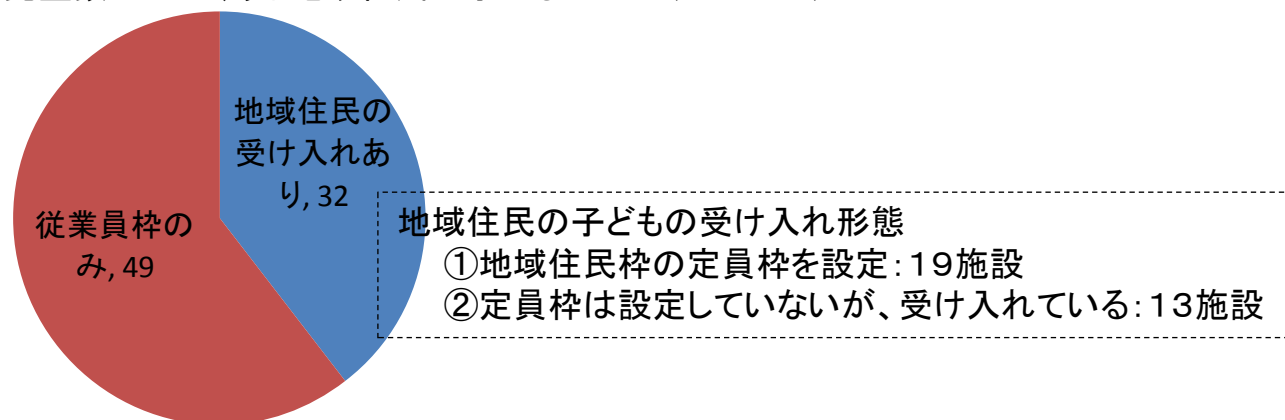 地域住民の
受け入れあ
り, 32
従業員枠の
み, 49
地域住民の子どもの受け入れ形態
①地域住民枠の定員枠を設定:19施設
②定員枠は設定していないが、受け入れている:13施設